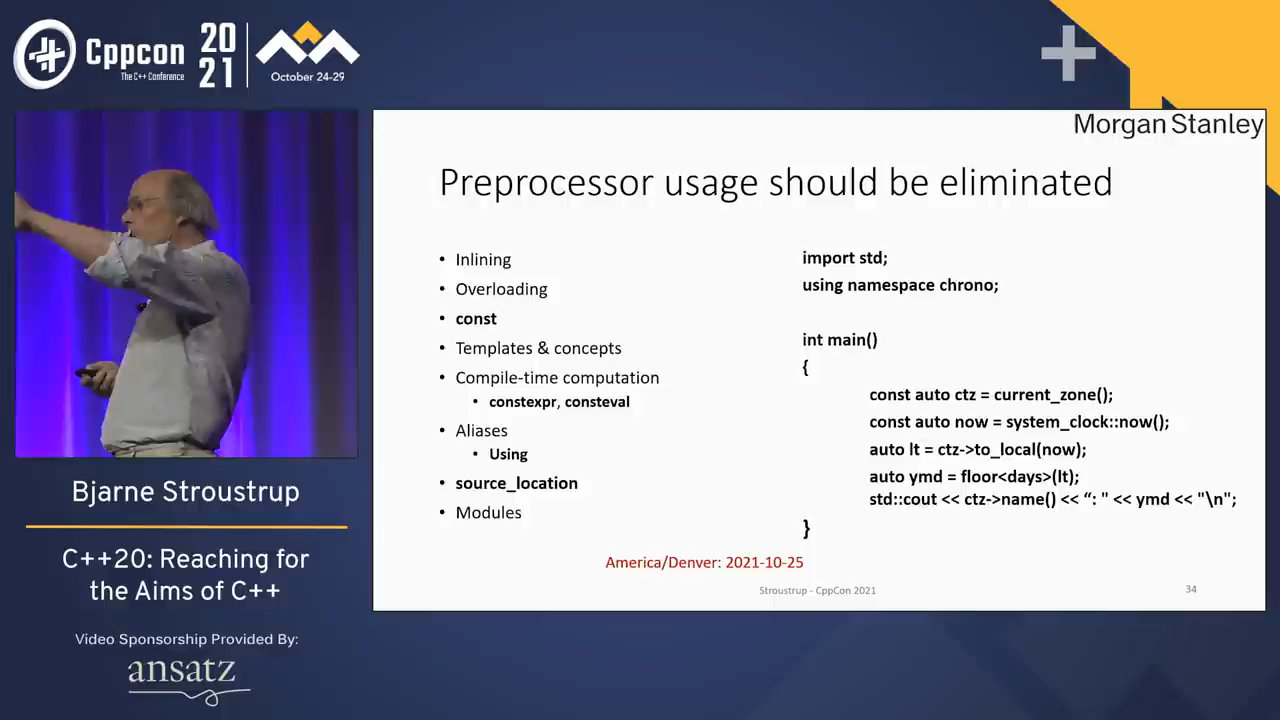 Cppcon
The C++ Conference
20
21
October 24-29
Morgan Stanley
Preprocessor usage should be eliminated
• Inlining
• Overloading
• const
• Templates & concepts
• Compile-time computation
• constexpr, consteval
• Aliases
• Using
• source_location
• Modules
import std;
using namespace chrono;
int main()
{
const auto ctz = current_zone();
const auto now = system_clock::now();
auto lt = ctz->to_local(now);
auto ymd = floor<days>(lt);
std::cout << ctz->name() << “: " << ymd << "\n";
}
America/Denver: 2021-10-25
Stroustrup - CppCon 2021
34
Bjarne Stroustrup
C++20: Reaching for
the Aims of C++
Video Sponsorship Provided By:
ansatz